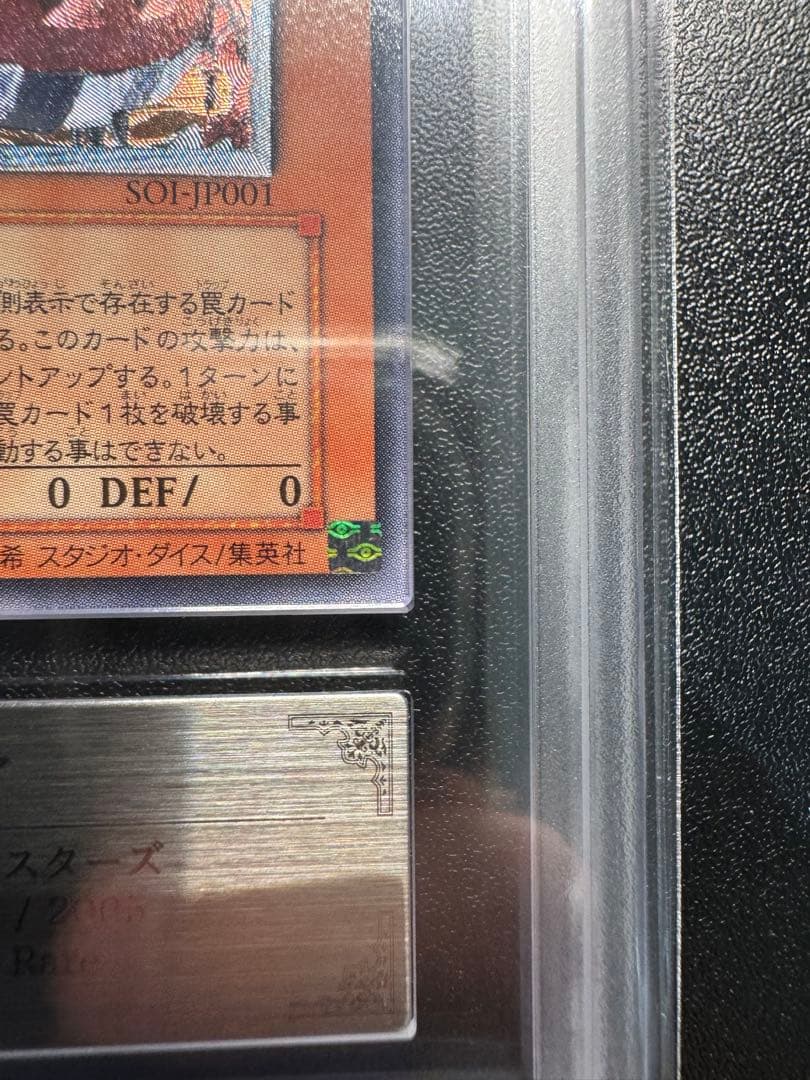 SOI-JP001
側表示で存在する罠カード
る。このカードの攻撃力は、
ントアップする。1ターンに
罠カード1枚を破壊する事
動する事はできない。
0 DEF/ 0
希 スタジオ・ダイス/集英社
スターズ
/ 2005
Rare